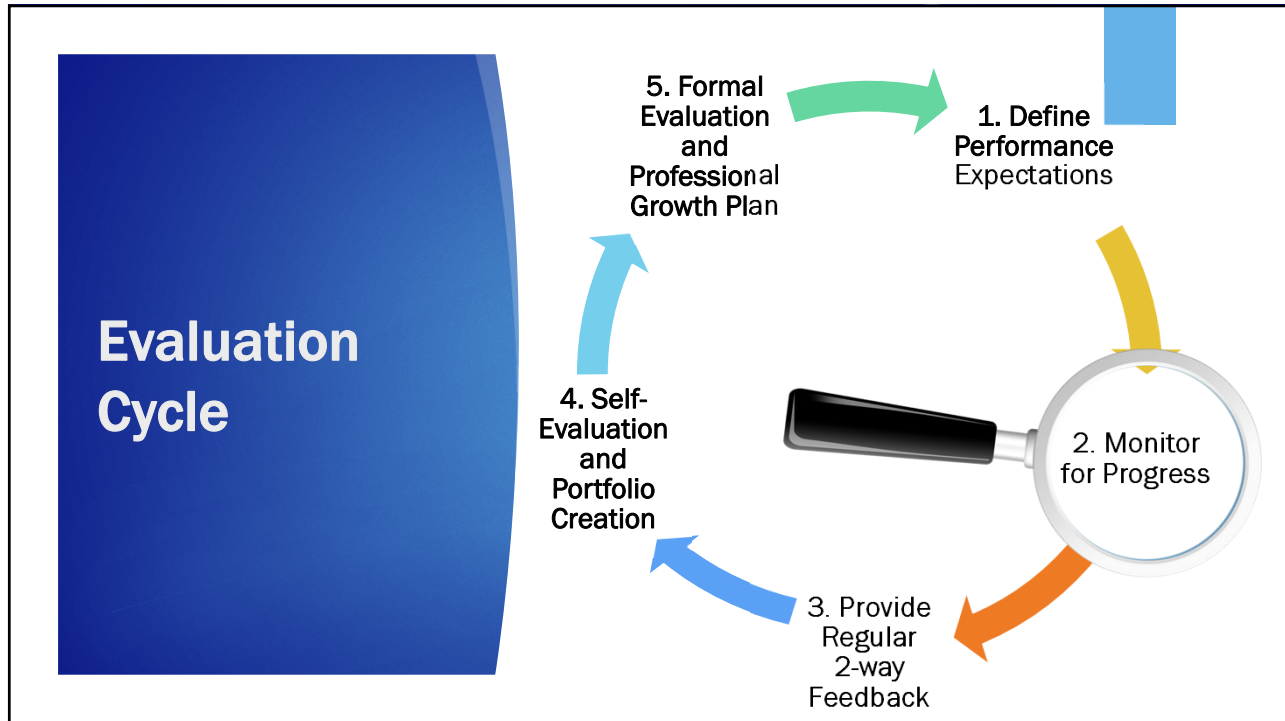 Evaluation
Cycle
1. Define
Performance
Expectations
2. Monitor
for Progress
3. Provide
Regular
2-way
Feedback
4. Self-
Evaluation
and
Portfolio
Creation
5. Formal
Evaluation
and
Professional
Growth Plan